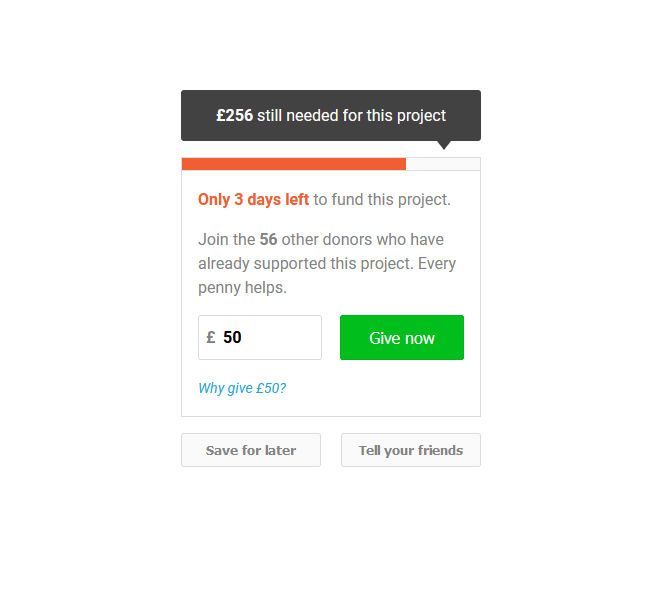 £256 still needed for this project
Only 3 days left to fund this project.
Join the 56 other donors who have
already supported this project. Every
penny helps.
£ 50
Give now
Why give £50?
Save for later
Tell your friends